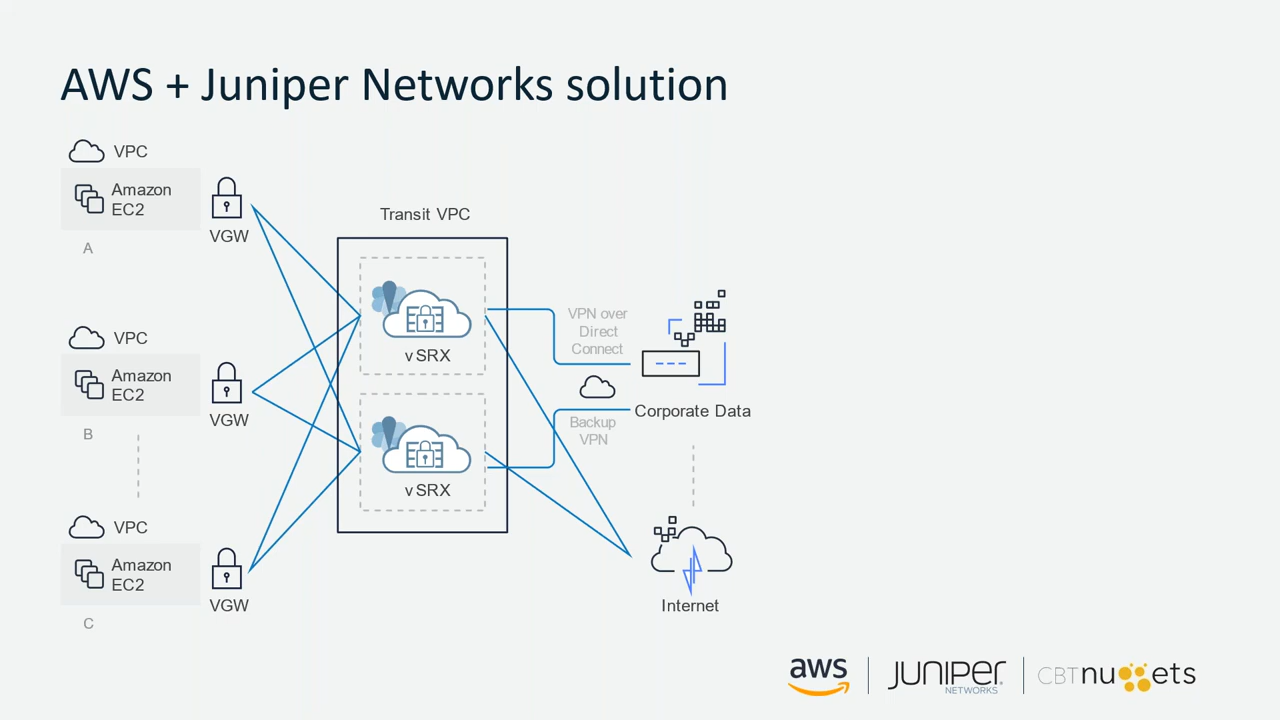 AWS + Juniper Networks solution
VPC
Amazon
EC2
VGW
A
VPC
Amazon
EC2
VGW
B
VPC
Amazon
EC2
VGW
C
Transit VPC
vSRX
vSRX
VPN over
Direct
Connect
Backup
VPN
Corporate Data
Internet
aws
JUNIPER
NETWORKS
CBTnuggets